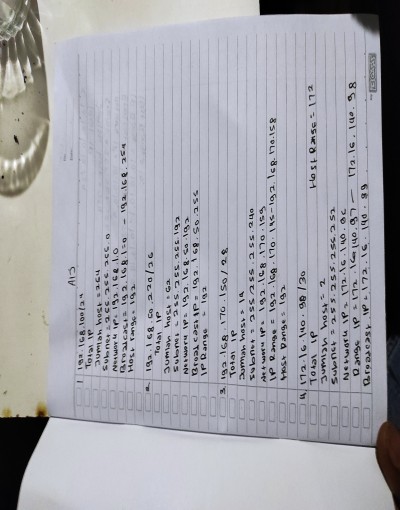 AIJ
1. 192.168.100/24
Total IP
Jumlah host = 254
Subnet = 255.255.255.0
Network IP = 192.168.1.0
Broadcast = 192.168.1.0 - 192.168.254
Host range = 192
2. 192.168.50.220/26
Total IP
Jumlah host = 62
Subnet = 255.255.255.192
Network IP = 192.168.50.192
Broadcast = 192.168.50.255
IP Range = 192
3. 192.168.170.150/28
Total IP
Jumlah host = 14
Subnet = 255.255.255.240
Network IP = 192.168.170.159
IP Range = 192.168.170.145-192.168.170.158
Host Range = 192
4. 172.16.140.98/30
Total IP Host Range = 172
Jumlah host = 2
Subnet = 255.255.255.252
Network IP = 172.16.140.96
Range IP = 172.16.140.97 - 172.16.140.98
Broadcast IP = 172.16.140.99